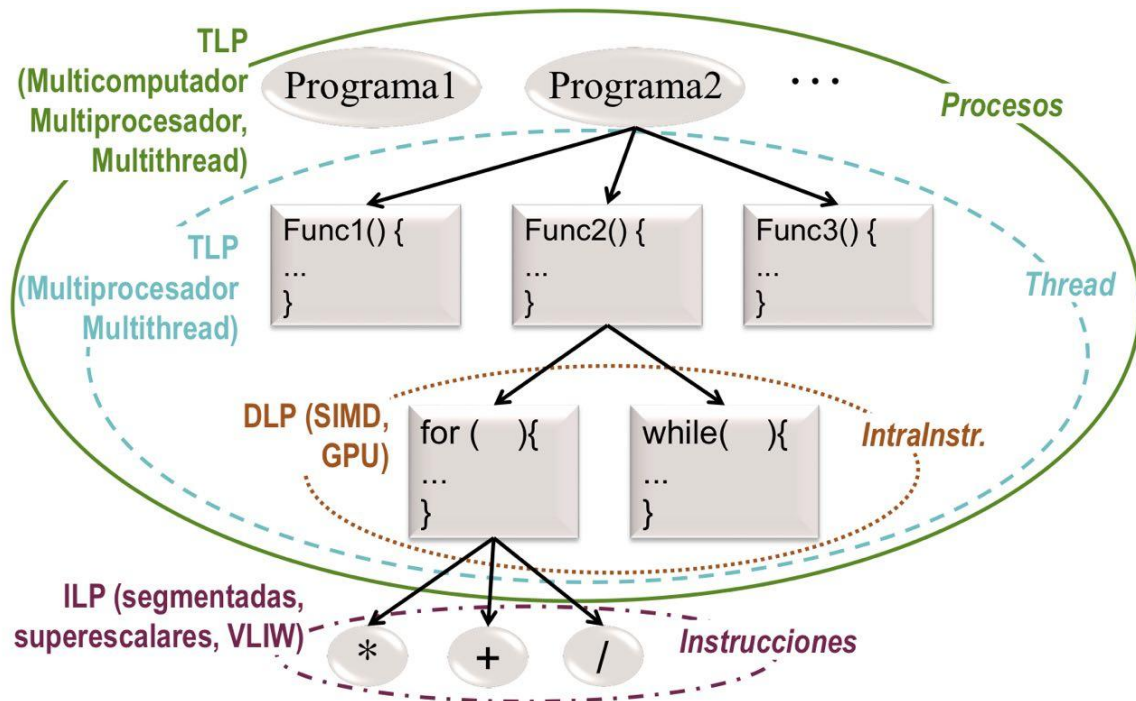 TLP
(Multicomputador
Multiprocesador,
Multithread)
Programa1
Programa2
...
Procesos
TLP
(Multiprocesador
Multithread)
Func1() {
...
}
Func2() {
...
}
Func3() {
...
}
Thread
DLP (SIMD,
GPU)
for ( ){
...
}
while( ){
...
}
IntraInstr.
ILP (segmentadas,
superescalares, VLIW)
*
+
/
Instrucciones